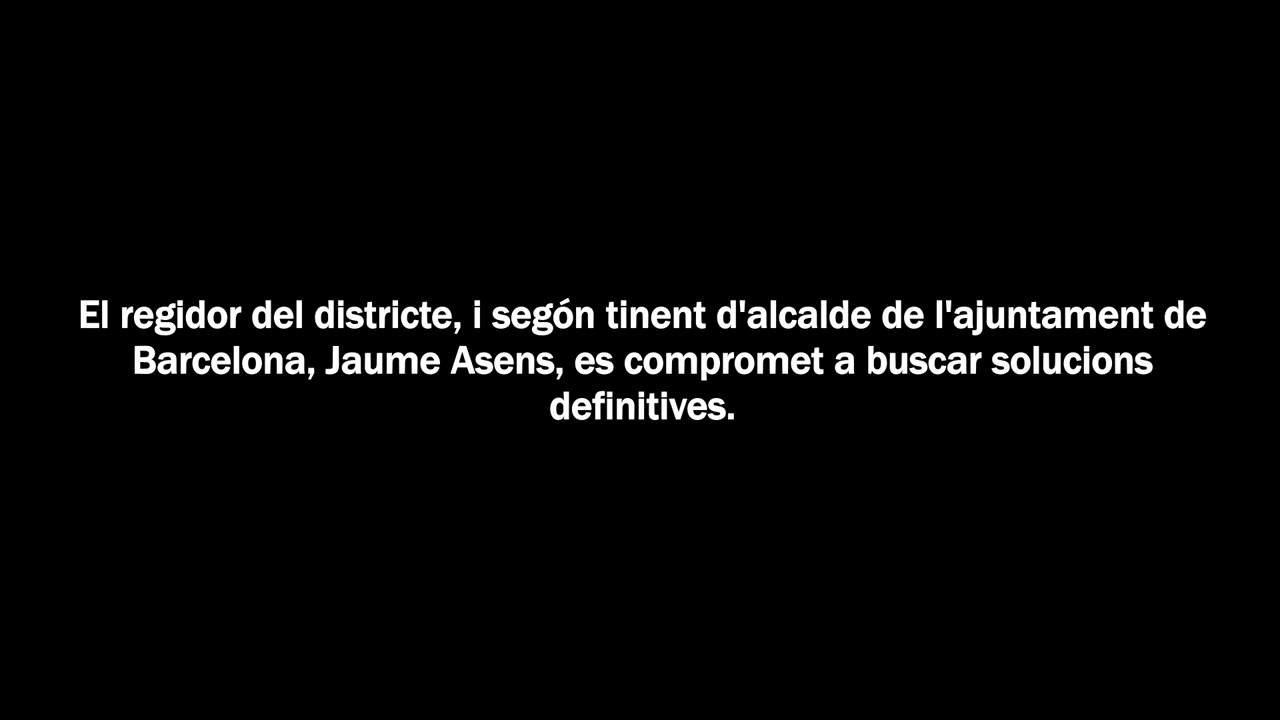 El regidor del districte, i segón tinent d'alcalde de l'ajuntament de
Barcelona, Jaume Asens, es compromet a buscar solucions
definitives.